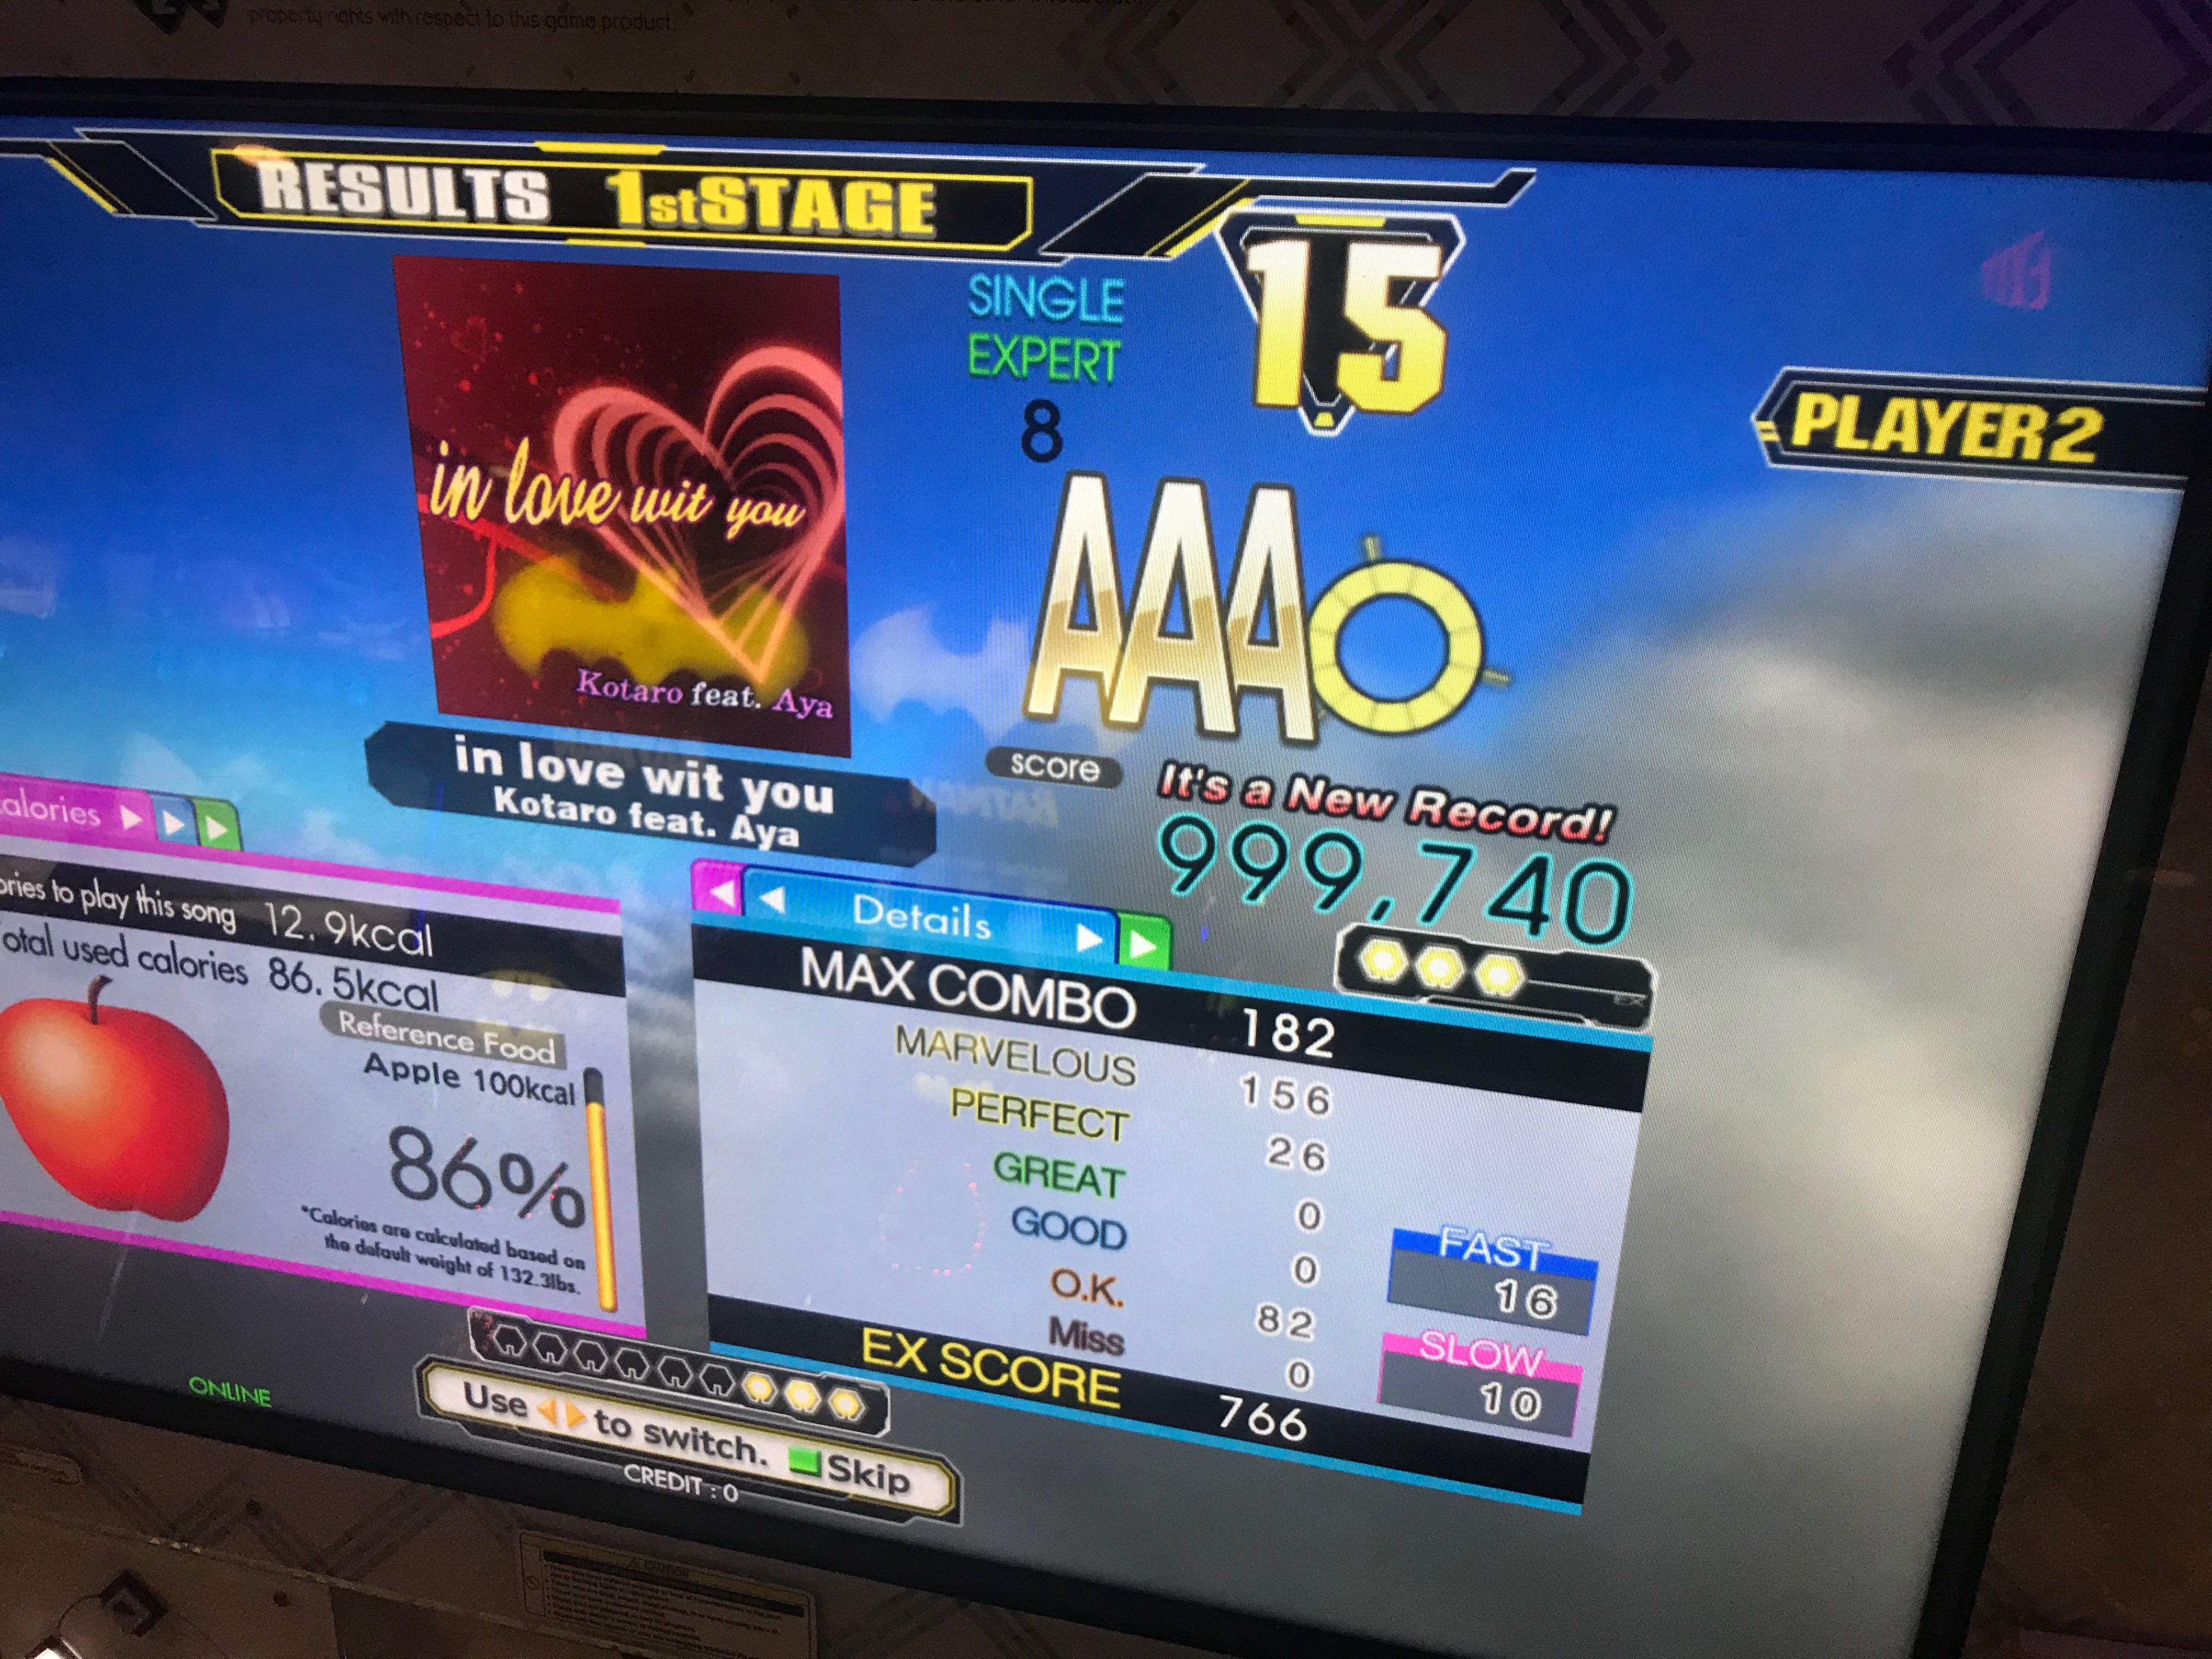 property rights with respect to this game product.
RESULTS 1stSTAGE
15
SINGLE
EXPERT
8
PLAYER2
in love wit you
Kotaro feat. Aya
AAA
in love wit you
Kotaro feat. Aya
score
It's a New Record!
999,740
EX
to play this song 12.9kcal
used calories 86.5kcal
Reference Food
Apple 100kcal
86%
*Calories are calculated based on
the default weight of 132.3lbs.
Details
MAX COMBO 182
MARVELOUS 156
PERFECT 26
GREAT 0
GOOD 0
O.K. 82
Miss 0
EX SCORE 766
FAST
16
SLOW
10
ONLINE
Use to switch. Skip
CREDIT : 0
CAUTION